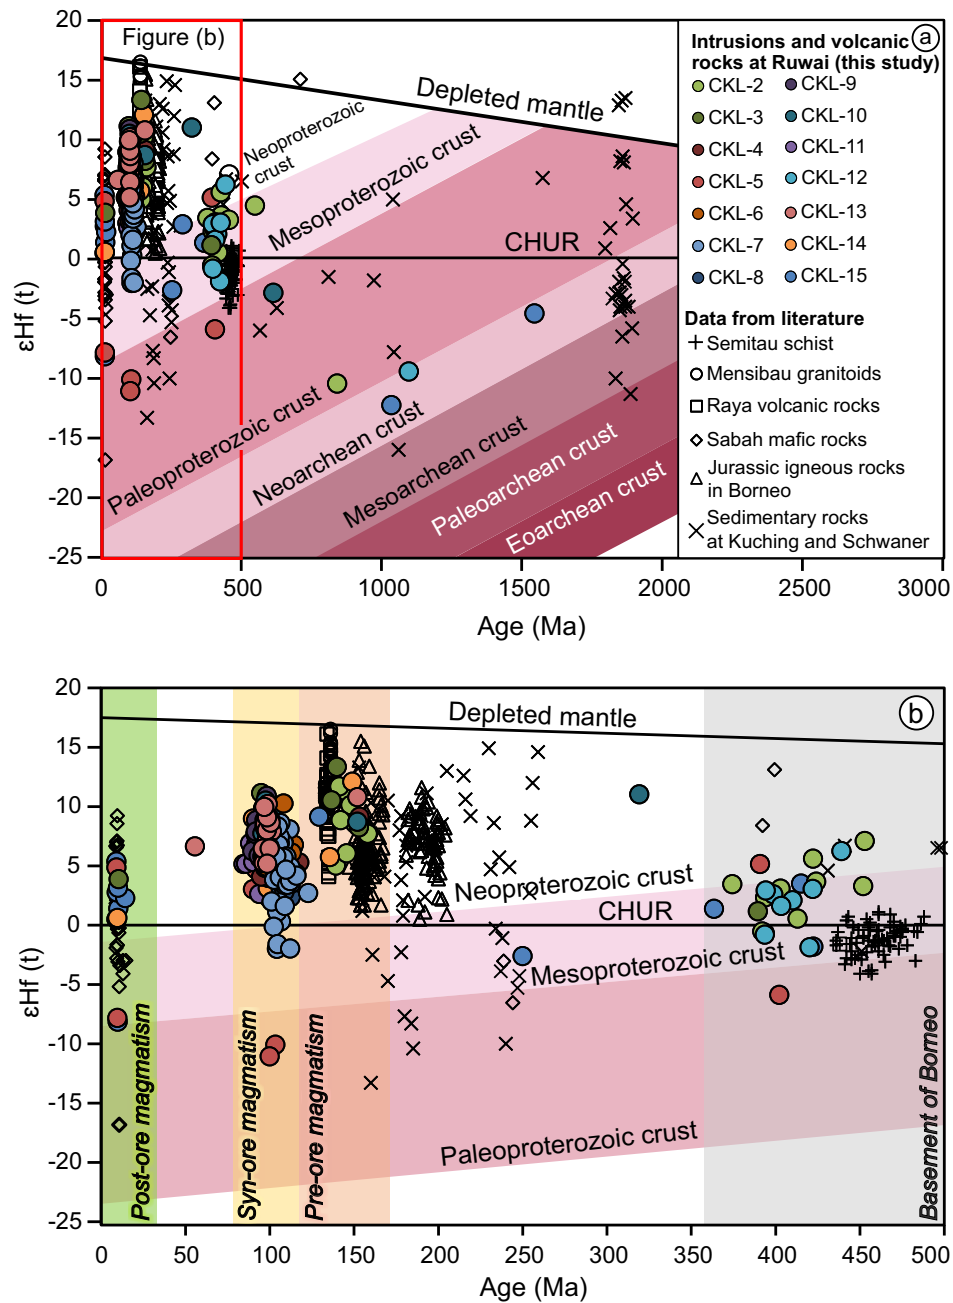 20
15
10
5
0
-5
-10
-15
-20
-25
εHf (t)
0
500
1000
1500
2000
2500
3000
Age (Ma)
Figure (b)
Depleted mantle
Neoproterozoic
crust
Mesoproterozoic crust
CHUR
Paleoproterozoic crust
Neoarchean crust
Mesoarchean crust
Paleoarchean crust
Eoarchean crust
a
Intrusions and volcanic
rocks at Ruwai (this study)
CKL-2
CKL-9
CKL-3
CKL-10
CKL-4
CKL-11
CKL-5
CKL-12
CKL-6
CKL-13
CKL-7
CKL-14
CKL-8
CKL-15
Data from literature
Semitau schist
Mensibau granitoids
Raya volcanic rocks
Sabah mafic rocks
Jurassic igneous rocks
in Borneo
Sedimentary rocks
at Kuching and Schwaner
20
15
10
5
0
-5
-10
-15
-20
-25
εHf (t)
b
Depleted mantle
Neoproterozoic crust
CHUR
Mesoproterozoic crust
Paleoproterozoic crust
Post-ore magmatism
Syn-ore magmatism
Pre-ore magmatism
Basement of Borneo
0
50
100
150
200
250
300
350
400
450
500
Age (Ma)